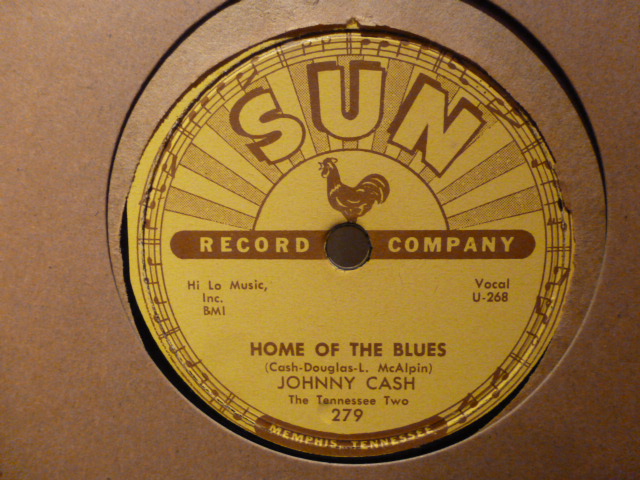 SUN
RECORD COMPANY
Hi Lo Music,
Inc.
BMI
Vocal
U-268
HOME OF THE BLUES
(Cash-Douglas-L. McAlpin)
JOHNNY CASH
The Tennessee Two
279
MEMPHIS, TENNESSEE